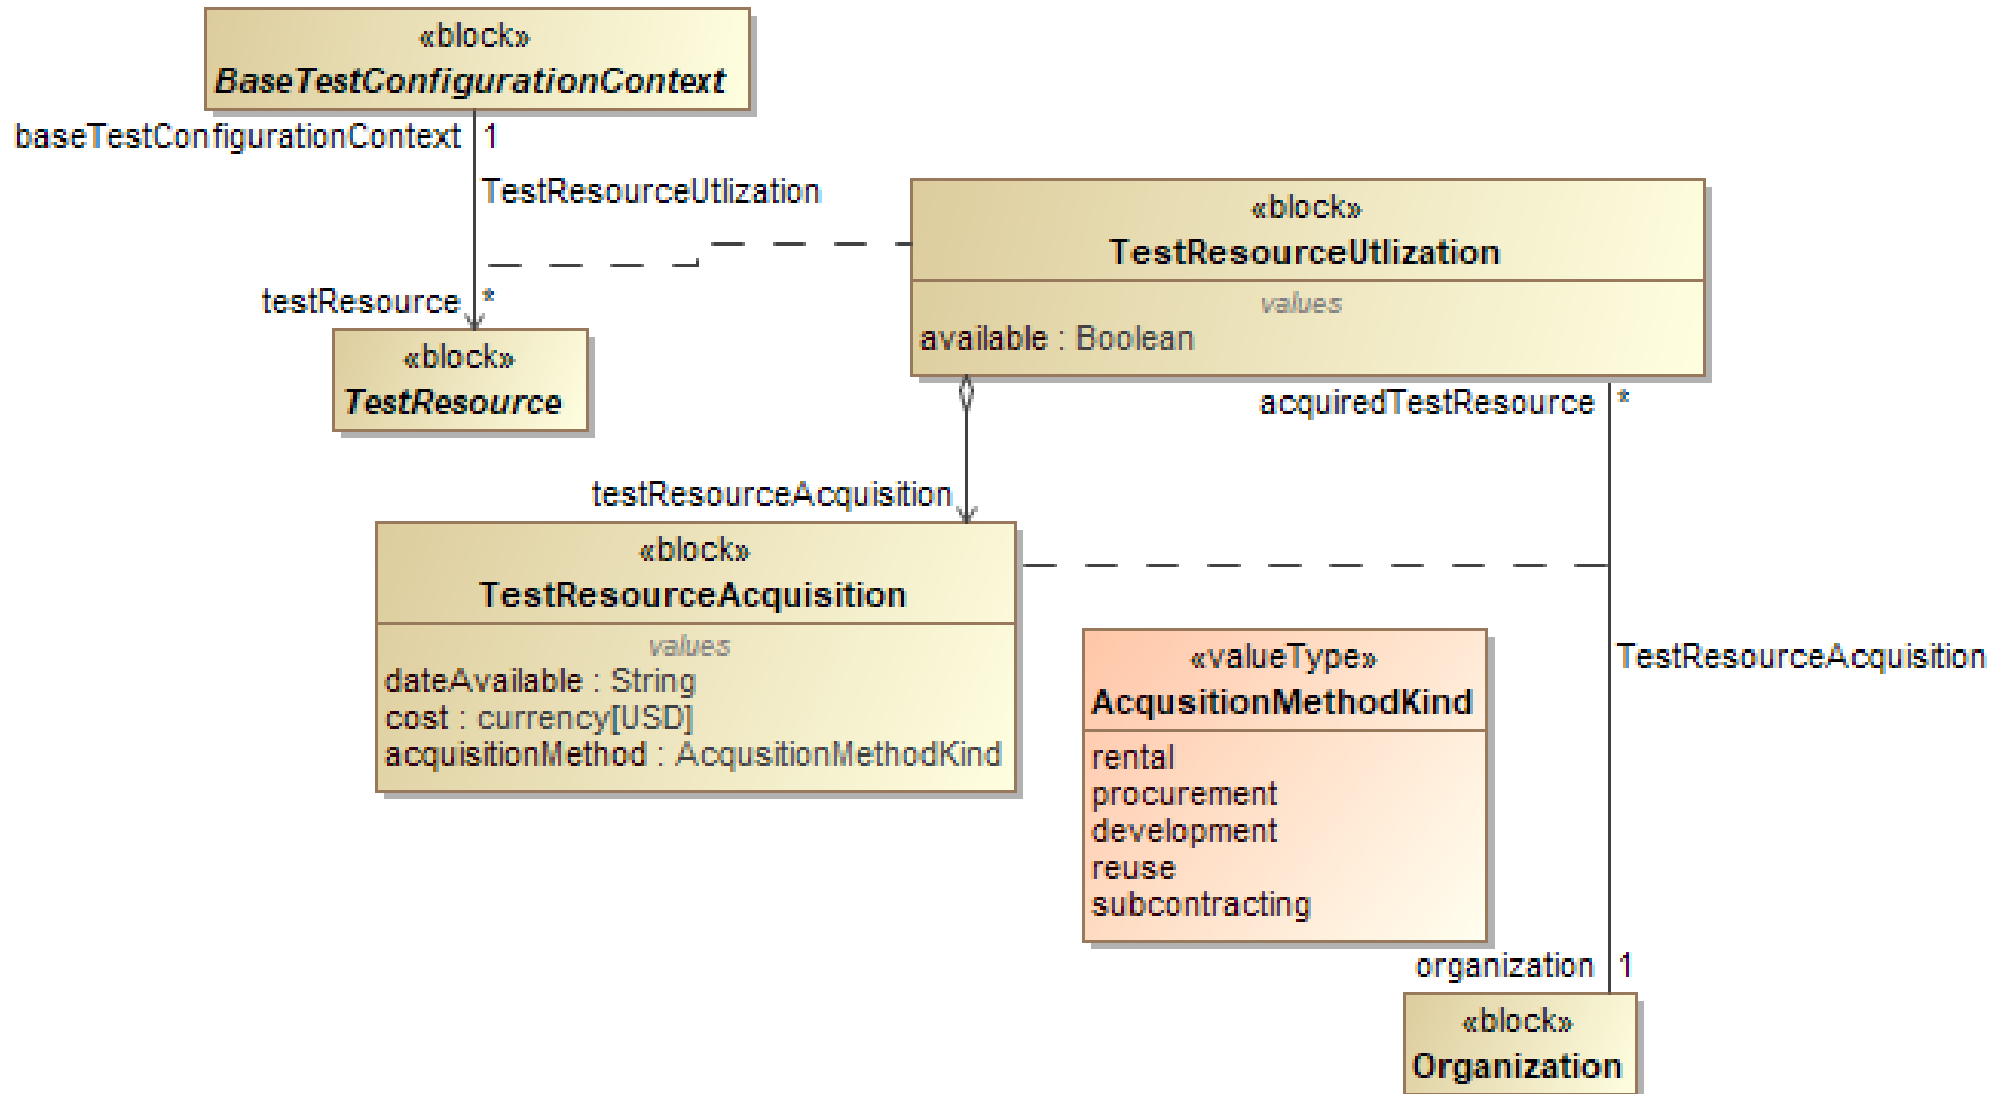 «block»
BaseTestConfigurationContext
baseTestConfigurationContext 1
TestResourceUtlization
testResource *
«block»
TestResource
«block»
TestResourceUtlization
values
available : Boolean
acquiredTestResource *
testResourceAcquisition
«block»
TestResourceAcquisition
values
dateAvailable : String
cost : currency[USD]
acquisitionMethod : AcqusitionMethodKind
«valueType»
AcqusitionMethodKind
rental
procurement
development
reuse
subcontracting
TestResourceAcquisition
organization 1
«block»
Organization